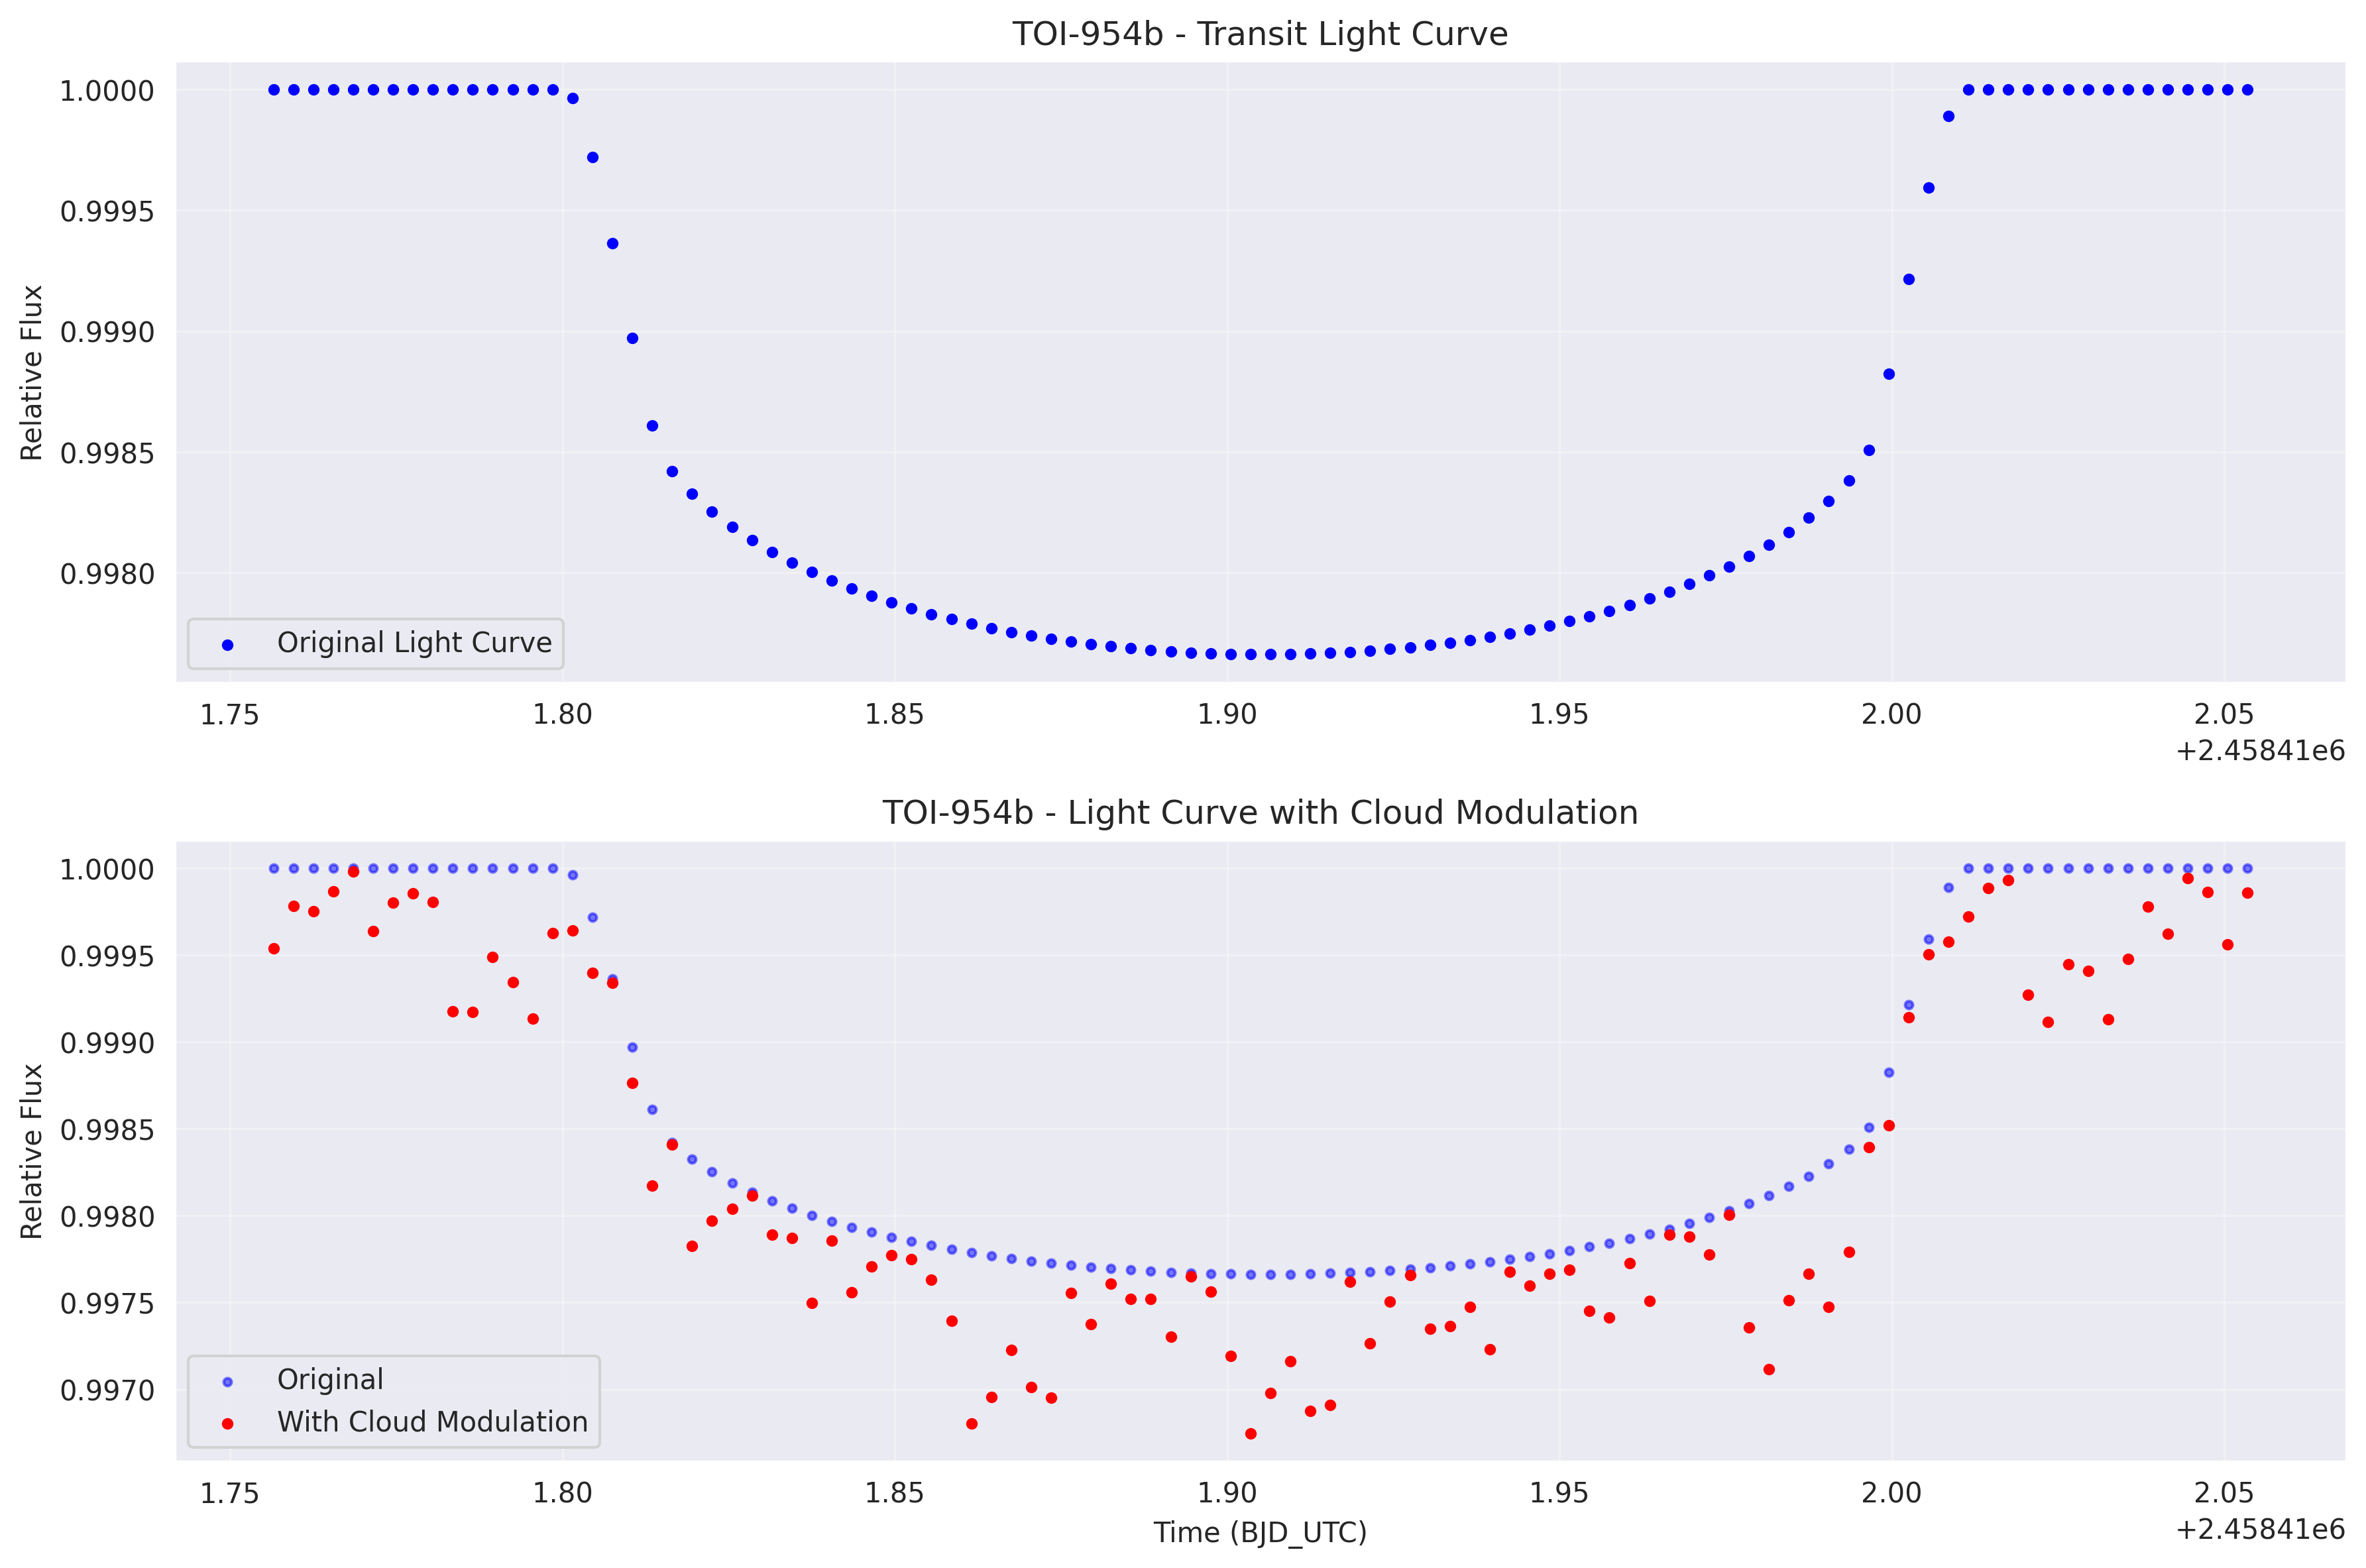 TOI-954b - Transit Light Curve
Relative Flux
1.0000
0.9995
0.9990
0.9985
0.9980
Original Light Curve
1.75 1.80 1.85 1.90 1.95 2.00 2.05
+2.45841e6
TOI-954b - Light Curve with Cloud Modulation
Relative Flux
1.0000
0.9995
0.9990
0.9985
0.9980
0.9975
0.9970
Original
With Cloud Modulation
1.75 1.80 1.85 1.90 1.95 2.00 2.05
+2.45841e6
Time (BJD_UTC)